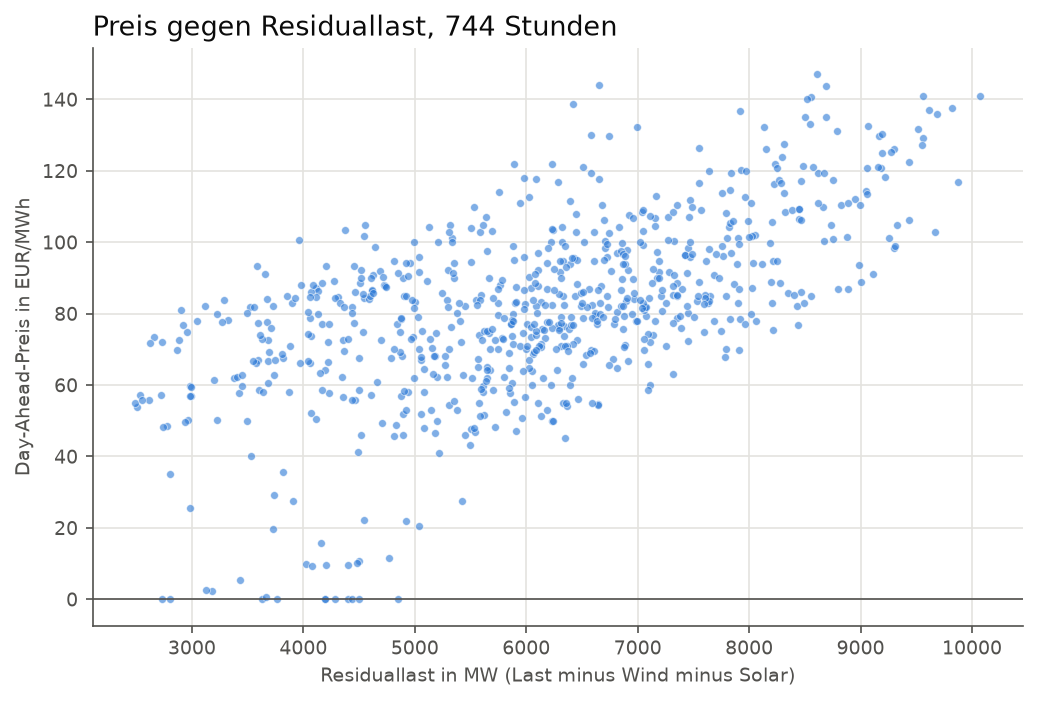 Preis gegen Residuallast, 744 Stunden
Day-Ahead-Preis in EUR/MWh
140
120
100
80
60
40
20
0
3000 4000 5000 6000 7000 8000 9000 10000
Residuallast in MW (Last minus Wind minus Solar)